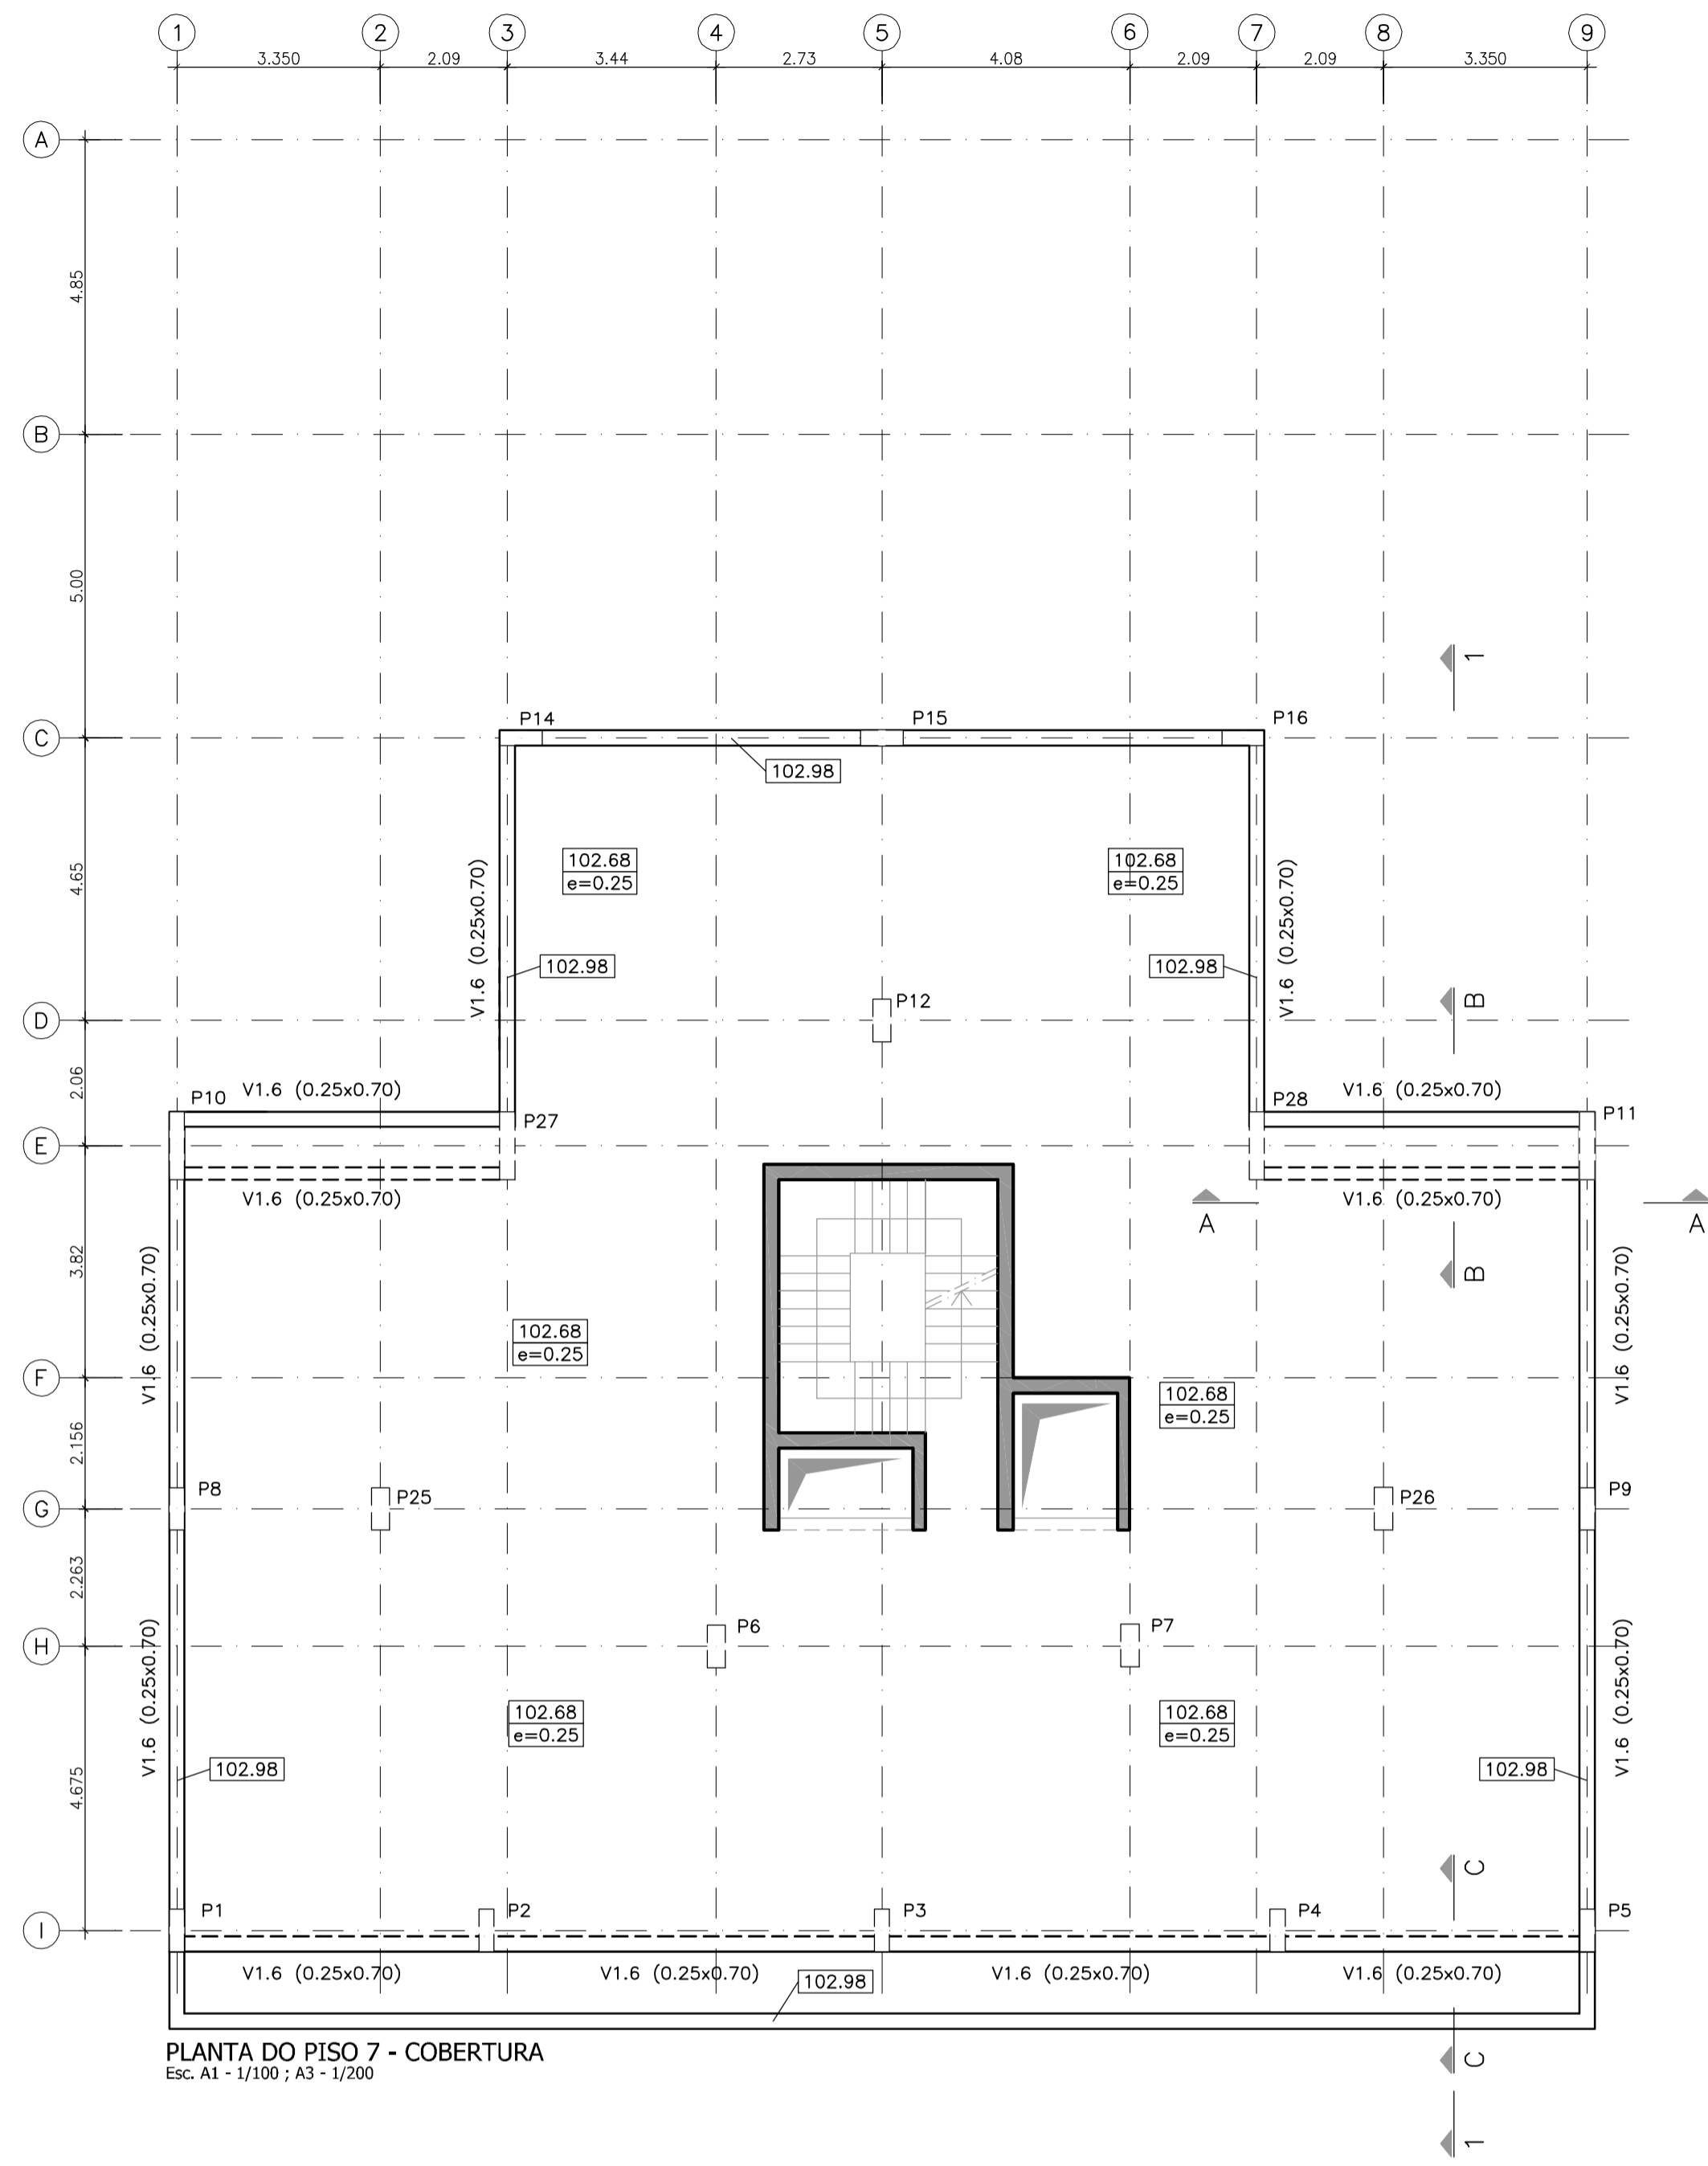 1 2 3 4 5 6 7 8 9
3.350 2.09 3.44 2.73 4.08 2.09 2.09 3.350
A
4.85
B
5.00
1
C
P14 P15 P16
102.98
4.65
102.68 102.68
e=0.25 e=0.25
V1.6 (0.25x0.70)
V1.6 (0.25x0.70)
102.98 102.98
B
P12
D
2.06
V1.6 (0.25x0.70) V1.6 (0.25x0.70)
P10 P27 P28 P11
E
V1.6 (0.25x0.70) V1.6 (0.25x0.70)
A A
3.82
V1.6 (0.25x0.70)
V1.6 (0.25x0.70)
B
102.68
e=0.25
F
102.68
e=0.25
2.156
P8 P25 P26 P9
G
2.263
P6 P7
H
V1.6 (0.25x0.70)
V1.6 (0.25x0.70)
102.68 102.68
e=0.25 e=0.25
4.675
102.98 102.98
C
P1 P2 P3 P4 P5
I
V1.6 (0.25x0.70) V1.6 (0.25x0.70) V1.6 (0.25x0.70) V1.6 (0.25x0.70)
102.98
PLANTA DO PISO 7 - COBERTURA
Esc. A1 - 1/100 ; A3 - 1/200
C
1